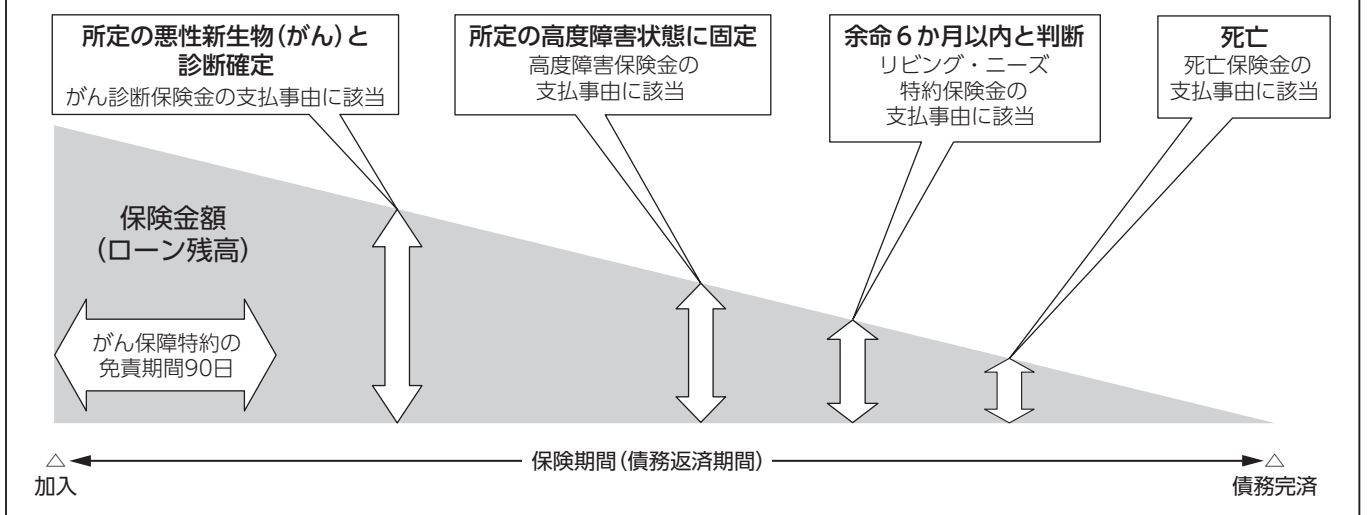 所定の悪性新生物(がん)と
診断確定
がん診断保険金の支払事由に該当
所定の高度障害状態に固定
高度障害保険金の
支払事由に該当
余命6か月以内と判断
リビング・ニーズ
特約保険金の
支払事由に該当
死亡
死亡保険金の
支払事由に該当
保険金額
(ローン残高)
がん保障特約の
免責期間90日
保険期間(債務返済期間)
△
加入
△
債務完済